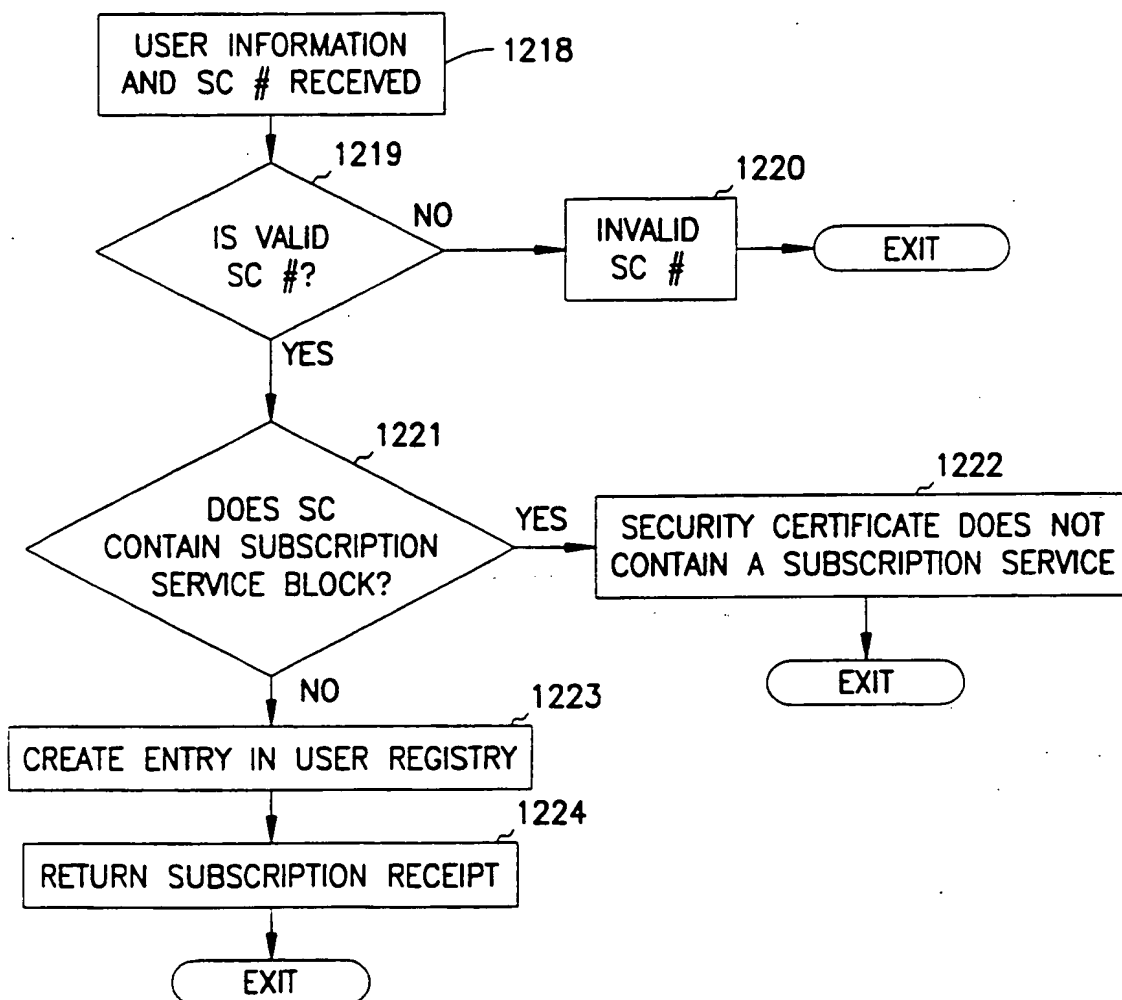 USER INFORMATION
AND SC # RECEIVED
1218
1219
IS VALID
SC #?
NO
1220
INVALID
SC #
EXIT
YES
1221
DOES SC
CONTAIN SUBSCRIPTION
SERVICE BLOCK?
YES
1222
SECURITY CERTIFICATE DOES NOT
CONTAIN A SUBSCRIPTION SERVICE
EXIT
NO
1223
CREATE ENTRY IN USER REGISTRY
1224
RETURN SUBSCRIPTION RECEIPT
EXIT